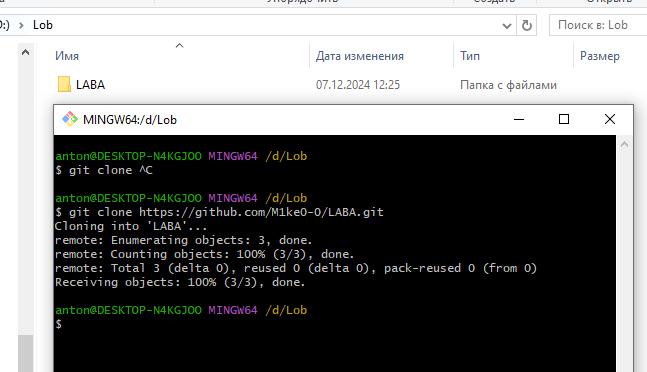 Упорядочить
Создать
Открыть
D:) > Lob
Поиск в: Lob
Имя
Дата изменения
Тип
Размер
LABA
07.12.2024 12:25
Папка с файлами
MINGW64:/d/Lob
anton@DESKTOP-N4KGJOO MINGW64 /d/Lob
$ git clone ^C
anton@DESKTOP-N4KGJOO MINGW64 /d/Lob
$ git clone https://github.com/M1keO-O/LABA.git
Cloning into 'LABA'...
remote: Enumerating objects: 3, done.
remote: Counting objects: 100% (3/3), done.
remote: Total 3 (delta 0), reused 0 (delta 0), pack-reused 0 (from 0)
Receiving objects: 100% (3/3), done.
anton@DESKTOP-N4KGJOO MINGW64 /d/Lob
$